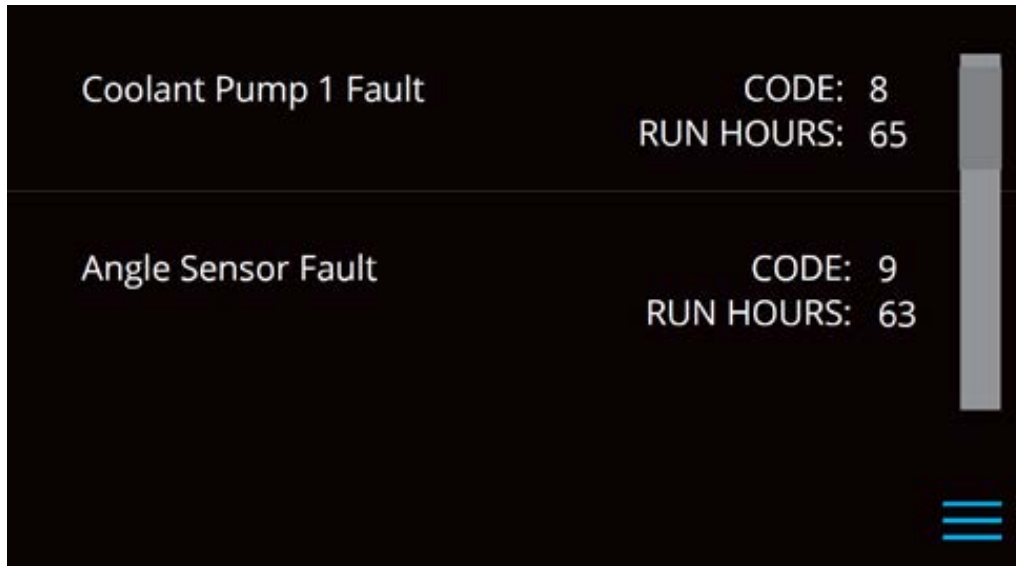 Coolant Pump 1 Fault CODE: 8
RUN HOURS: 65
Angle Sensor Fault CODE: 9
RUN HOURS: 63